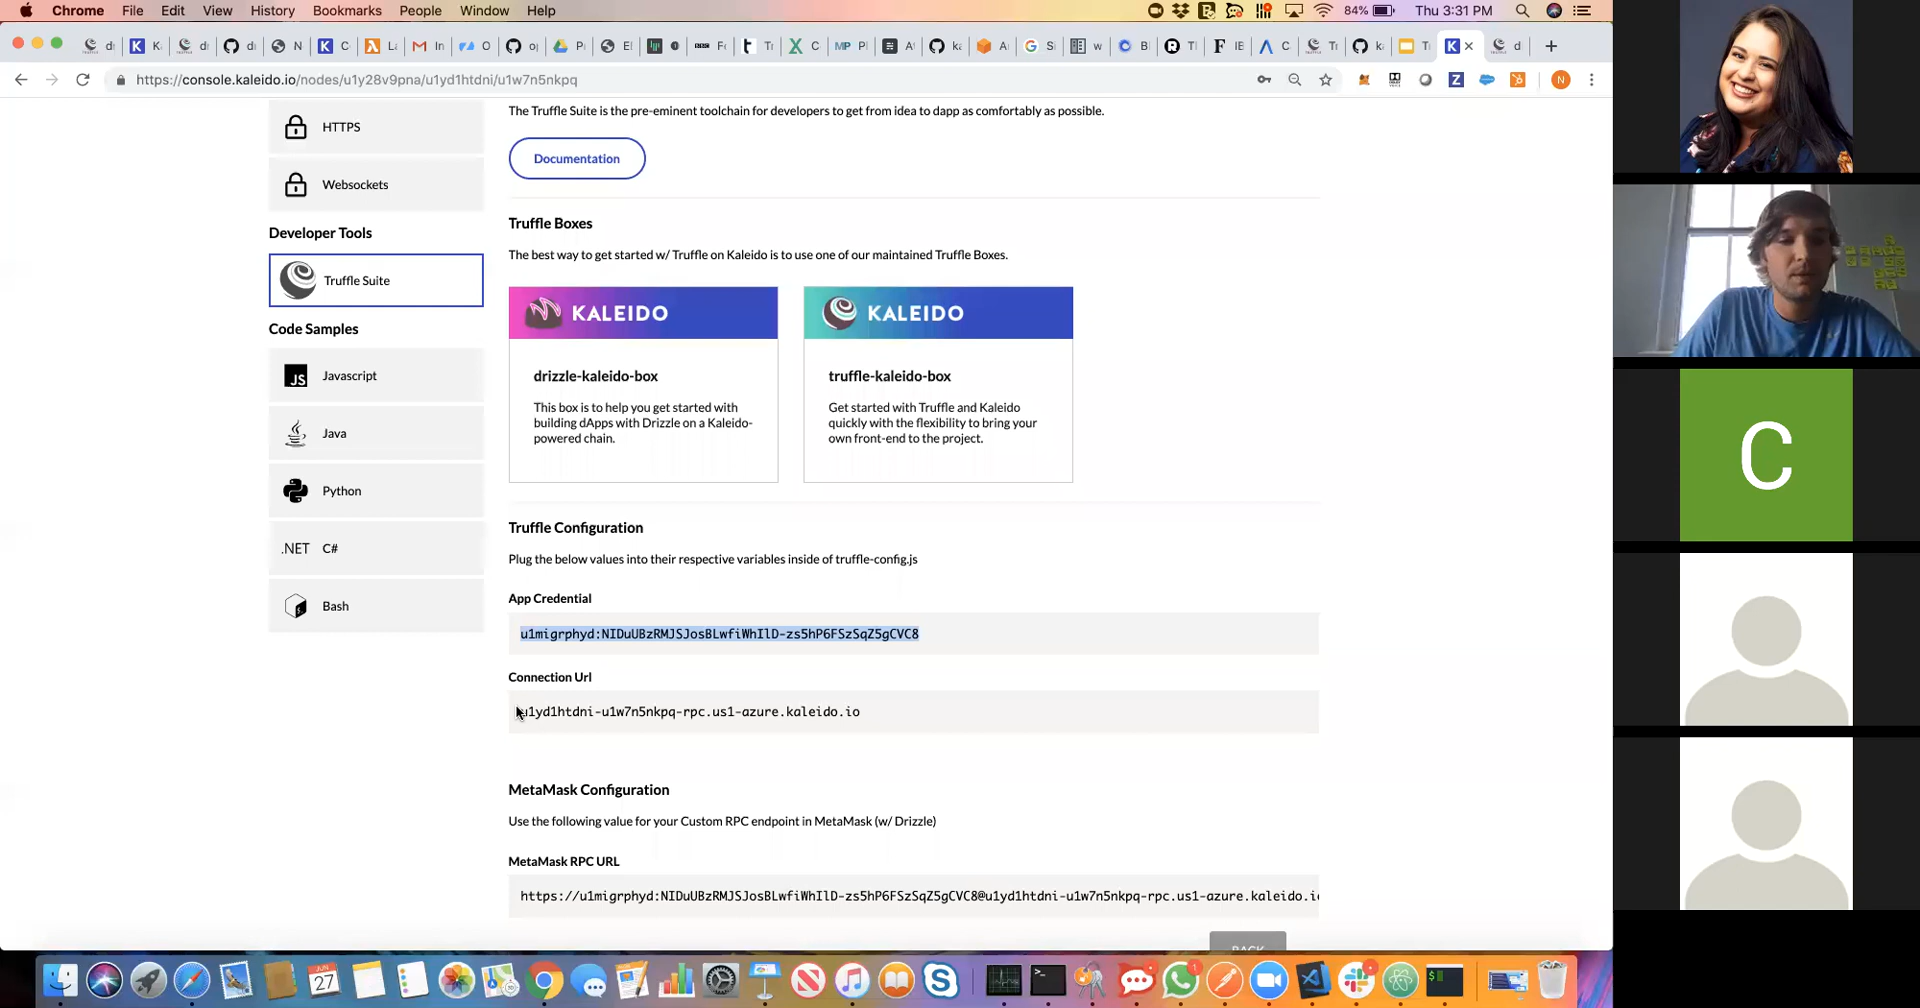 Chrome File Edit View History Bookmarks People Window Help
84% Thu 3:31 PM
https://console.kaleido.io/nodes/u1y28v9pna/u1yd1htdni/u1w7n5nkpq
HTTPS
Websockets
Developer Tools
Truffle Suite
Code Samples
JS Javascript
Java
Python
.NET C#
Bash
The Truffle Suite is the pre-eminent toolchain for developers to get from idea to dapp as comfortably as possible.
Documentation
Truffle Boxes
The best way to get started w/ Truffle on Kaleido is to use one of our maintained Truffle Boxes.
KALEIDO
drizzle-kaleido-box
This box is to help you get started with
building dApps with Drizzle on a Kaleido-
powered chain.
KALEIDO
truffle-kaleido-box
Get started with Truffle and Kaleido
quickly with the flexibility to bring your
own front-end to the project.
Truffle Configuration
Plug the below values into their respective variables inside of truffle-config.js
App Credential
u1migrphyd:NIDuUBzRMJSJosBLwfiWhIlD-zs5hP6FSzSqZ5gCVC8
Connection Url
u1yd1htdni-u1w7n5nkpq-rpc.us1-azure.kaleido.io
MetaMask Configuration
Use the following value for your Custom RPC endpoint in MetaMask (w/ Drizzle)
MetaMask RPC URL
https://u1migrphyd:NIDuUBzRMJSJosBLwfiWhIlD-zs5hP6FSzSqZ5gCVC8@u1yd1htdni-u1w7n5nkpq-rpc.us1-azure.kaleido.i
BACK
C
JUN
27